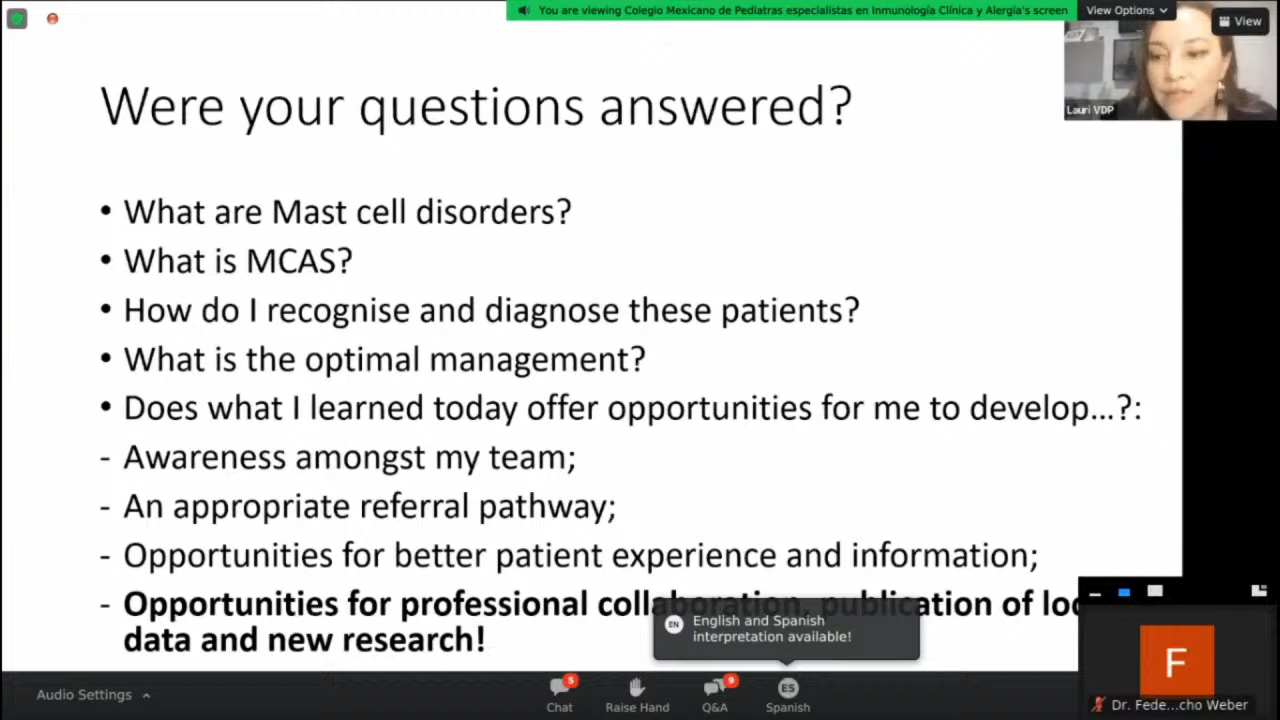 You are viewing Colegio Mexicano de Pediatras especialistas en Inmunología Clínica y Alergia's screen
View Options
View
Lauri VDP
Were your questions answered?
• What are Mast cell disorders?
• What is MCAS?
• How do I recognise and diagnose these patients?
• What is the optimal management?
• Does what I learned today offer opportunities for me to develop...?:
- Awareness amongst my team;
- An appropriate referral pathway;
- Opportunities for better patient experience and information;
- Opportunities for professional collaboration, publication of
data and new research!
EN English and Spanish
interpretation available!
F
Dr. Fede...cho Weber
Audio Settings
5
Chat
Raise Hand
9
Q&A
ES
Spanish